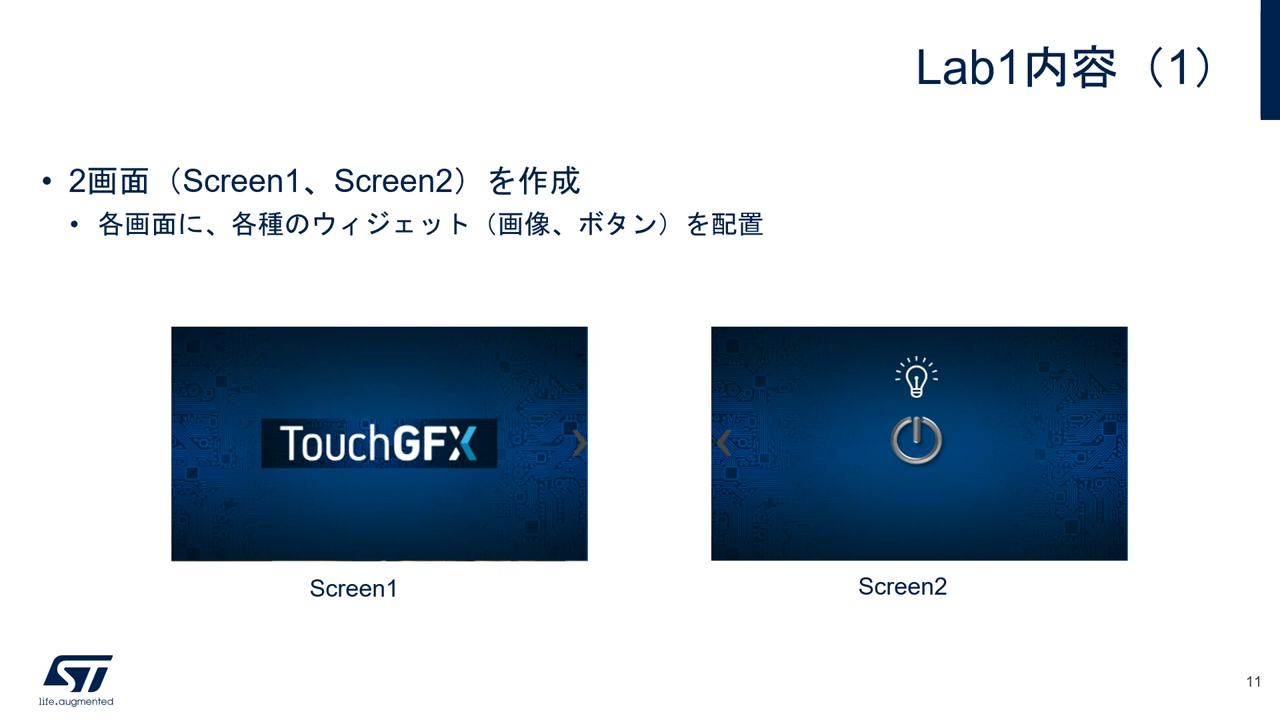 Lab1内容（1）
• 2画面（Screen1、Screen2）を作成
• 各画面に、各種のウィジェット（画像、ボタン）を配置
TouchGFX
Screen1
Screen2
ST
life.augmented
11